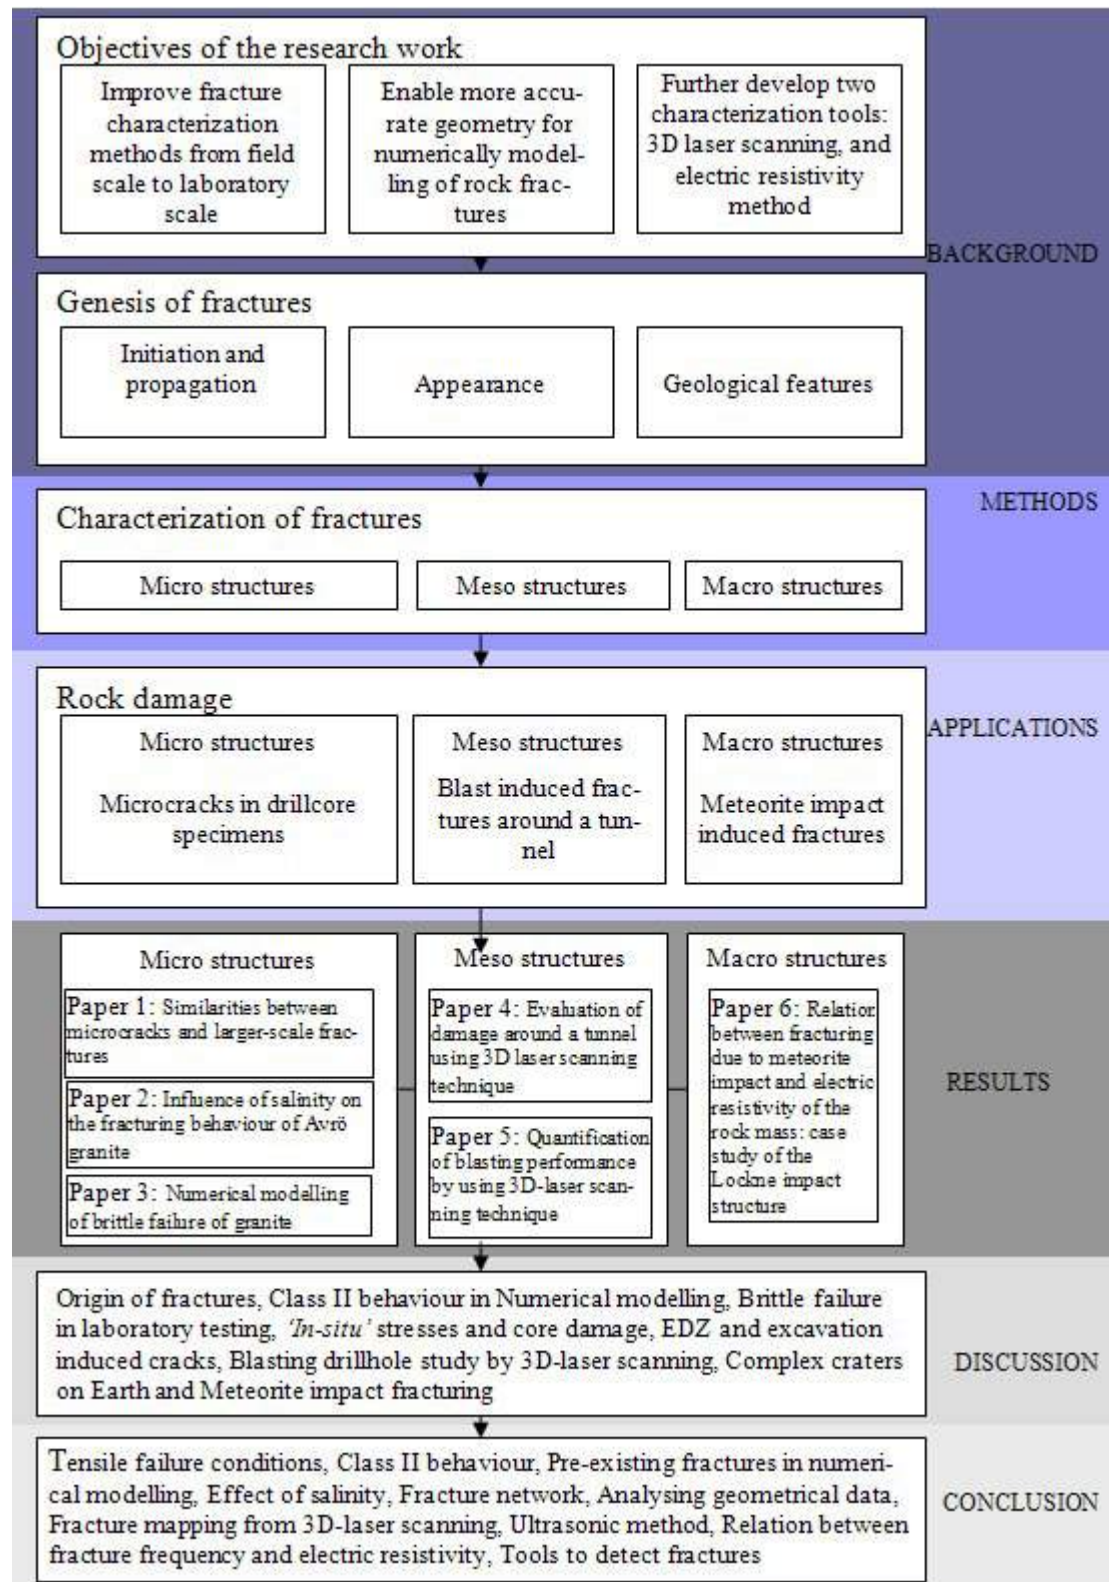 Objectives of the research work
Improve fracture
characterization
methods from field
scale to laboratory
scale
Enable more accu-
rate geometry for
numerically model-
ling of rock frac-
tures
Further develop two
characterization tools:
3D laser scanning, and
electric resistivity
method
BACKGROUND
Genesis of fractures
Initiation and
propagation
Appearance
Geological features
METHODS
Characterization of fractures
Micro structures
Meso structures
Macro structures
Rock damage
APPLICATIONS
Micro structures
Microcracks in drillcore
specimens
Meso structures
Blast induced frac-
tures around a tun-
nel
Macro structures
Meteorite impact
induced fractures
Micro structures
Paper 1: Similarities between
microcracks and larger-scale frac-
tures
Paper 2: Influence of salinity on
the fracturing behaviour of Avrö
granite
Paper 3: Numerical modelling
of brittle failure of granite
Meso structures
Paper 4: Evaluation of
damage around a tunnel
using 3D laser scanning
technique
Paper 5: Quantification
of blasting performance
by using 3D-laser scan-
ning technique
Macro structures
Paper 6: Relation
between fracturing
due to meteorite
impact and electric
resistivity of the
rock mass: case
study of the
Lockne impact
structure
RESULTS
Origin of fractures, Class II behaviour in Numerical modelling, Brittle failure
in laboratory testing, 'In-situ' stresses and core damage, EDZ and excavation
induced cracks, Blasting drillhole study by 3D-laser scanning, Complex craters
on Earth and Meteorite impact fracturing
DISCUSSION
Tensile failure conditions, Class II behaviour, Pre-existing fractures in numeri-
cal modelling, Effect of salinity, Fracture network, Analysing geometrical data,
Fracture mapping from 3D-laser scanning, Ultrasonic method, Relation between
fracture frequency and electric resistivity, Tools to detect fractures
CONCLUSION